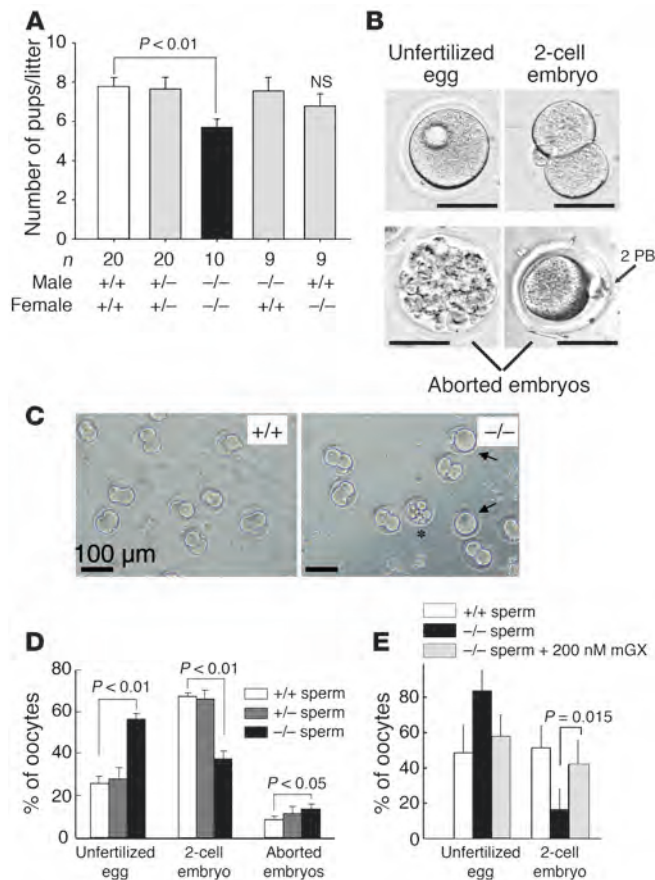 A
Number of pups/litter
10
8
6
4
2
0
P < 0.01
NS
n 20 20 10 9 9
Male +/+ +/– –/– –/– +/+
Female +/+ +/– –/– +/+ –/–
B
Unfertilized egg
2-cell embryo
2 PB
Aborted embryos
C
+/+
100 µm
–/–
*
D
% of oocytes
80
60
40
20
0
P < 0.01
P < 0.01
P < 0.05
+/+ sperm
+/– sperm
–/– sperm
Unfertilized egg
2-cell embryo
Aborted embryos
E
+/+ sperm
–/– sperm
–/– sperm + 200 nM mGX
% of oocytes
80
60
40
20
0
P = 0.015
Unfertilized egg
2-cell embryo